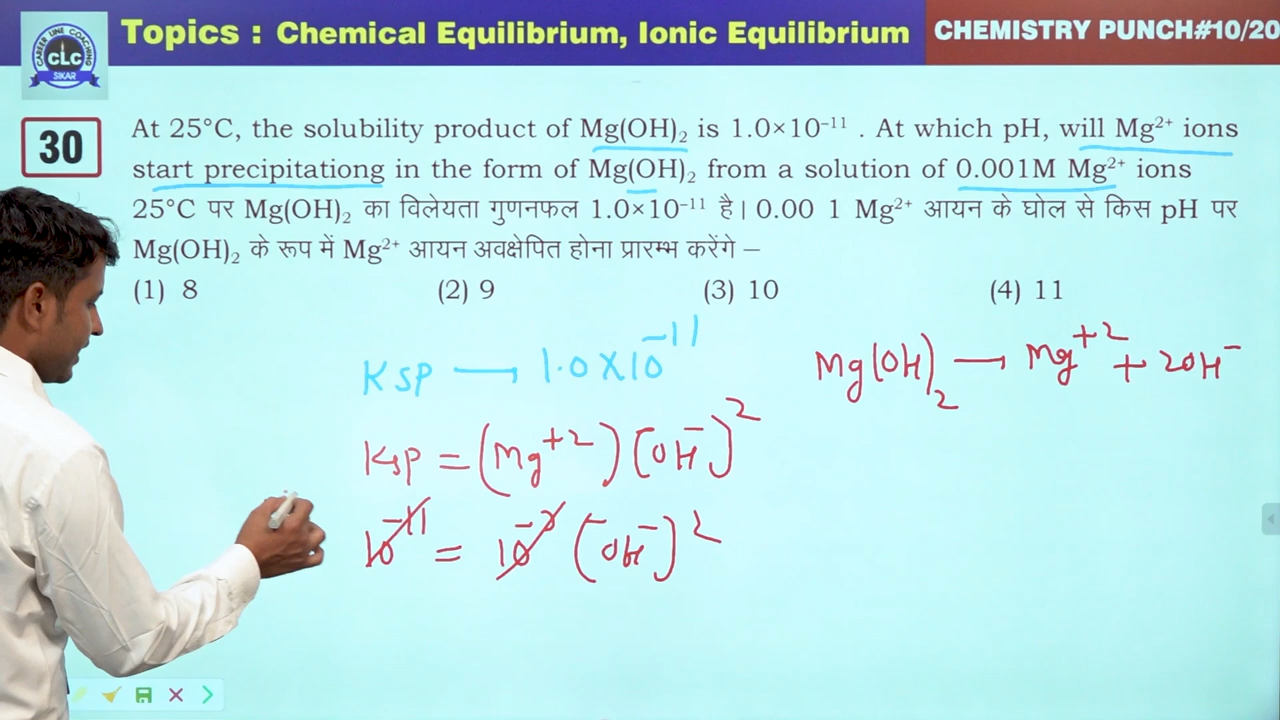 CAREER LINE COACHING
CLC
SIKAR
Topics : Chemical Equilibrium, Ionic Equilibrium
CHEMISTRY PUNCH#10/20
30
At 25°C, the solubility product of Mg(OH)₂ is 1.0×10⁻¹¹ . At which pH, will Mg²⁺ ions
start precipitationg in the form of Mg(OH)₂ from a solution of 0.001M Mg²⁺ ions
25°C पर Mg(OH)₂ का विलेयता गुणनफल 1.0×10⁻¹¹ है। 0.00 1 Mg²⁺ आयन के घोल से किस pH पर
Mg(OH)₂ के रूप में Mg²⁺ आयन अवक्षेपित होना प्रारम्भ करेंगे –
(1) 8 (2) 9 (3) 10 (4) 11
Ksp → 1.0×10⁻¹¹
Mg(OH)₂ → Mg⁺² + 2OH⁻
Ksp = (Mg⁺²) [OH⁻]²
10⁻¹¹ = 10⁻³ (OH⁻)²